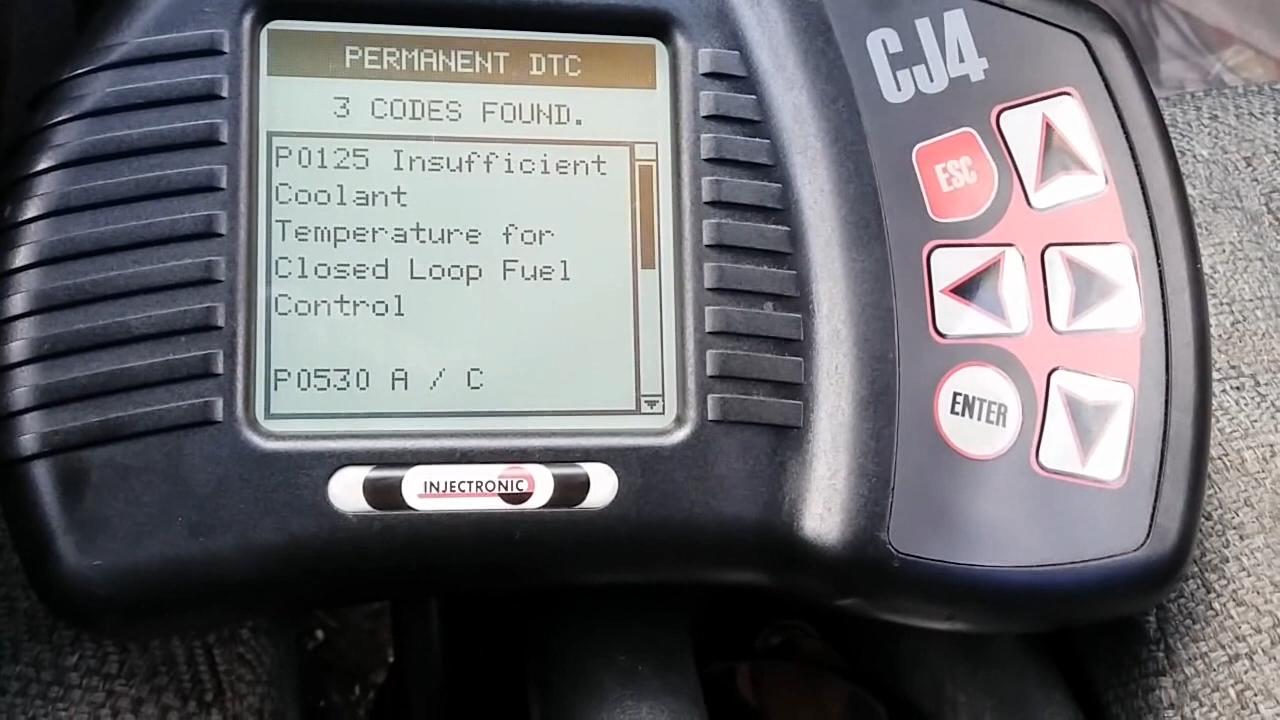 PERMANENT DTC
3 CODES FOUND.
P0125 Insufficient
Coolant
Temperature for
Closed Loop Fuel
Control
P0530 A / C
INJECTRONIC
CJ4
ESC
ENTER